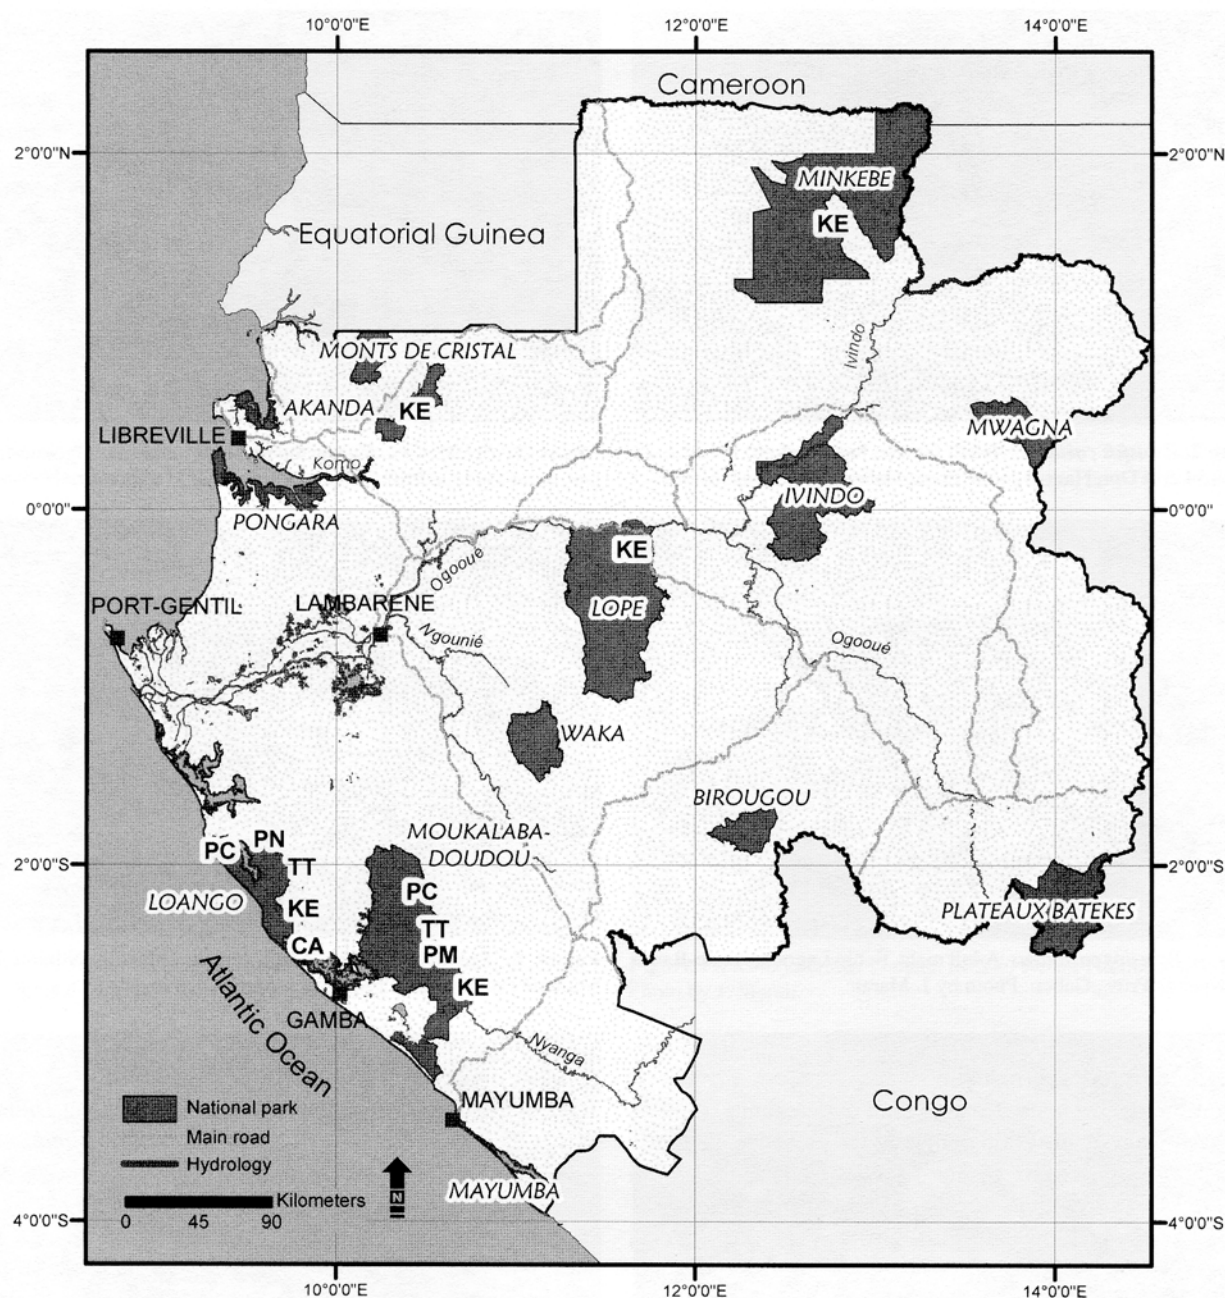 10°0'0"E
12°0'0"E
14°0'0"E
Cameroon
2°0'0"N
2°0'0"N
MINKEBE
KE
Equatorial Guinea
Ivindo
MONTS DE CRISTAL
AKANDA
KE
MWAGNA
LIBREVILLE
Komo
IVINDO
0°0'0"
0°0'0"
PONGARA
KE
Ogooué
PORT-GENTIL
LAMBARENE
LOPE
Ngounié
Ogooué
WAKA
BIROUGOU
MOUKALABA-
DOUDOU
PC
PN
TT
2°0'0"S
2°0'0"S
LOANGO
KE
PC
PLATEAUX BATEKES
TT
CA
PM
KE
Atlantic Ocean
GAMBA
Nyanga
MAYUMBA
Congo
National park
Main road
Hydrology
MAYUMBA
Kilometers
N
0 45 90
4°0'0"S
4°0'0"S
10°0'0"E
12°0'0"E
14°0'0"E